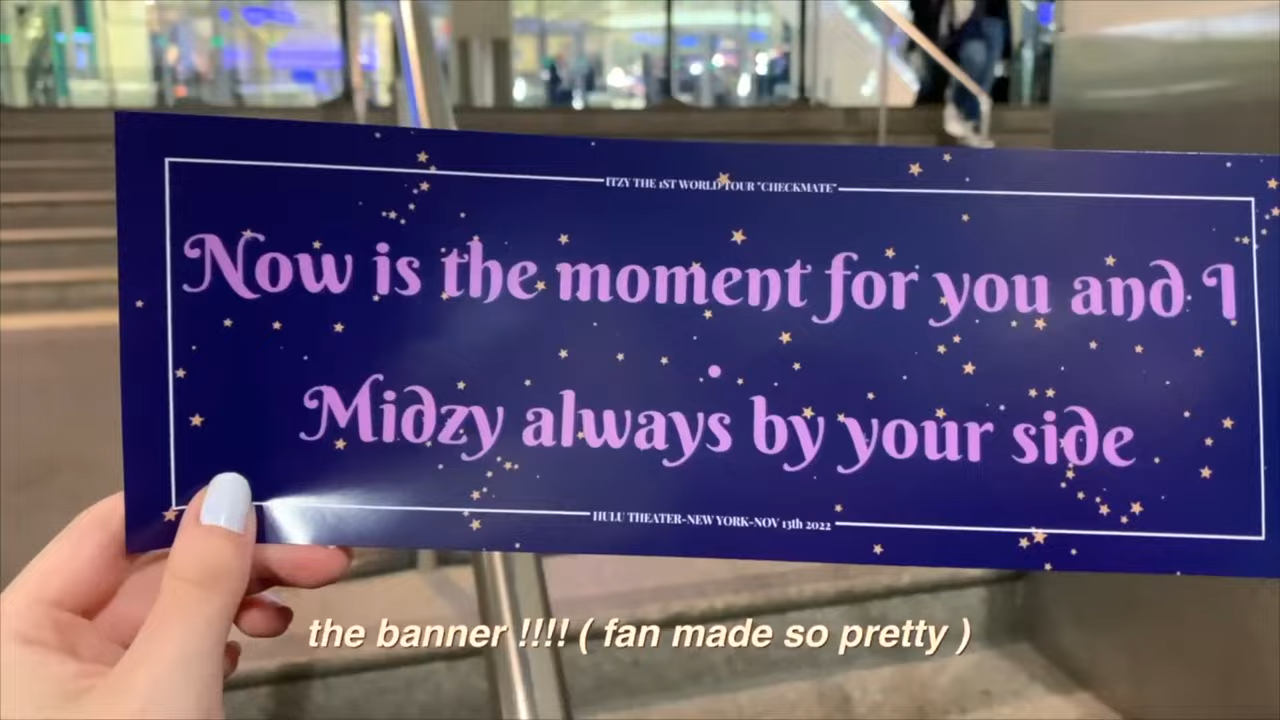 ITZY THE 1ST WORLD TOUR "CHECKMATE"
Now is the moment for you and I
Midzy always by your side
HULU THEATER-NEW YORK-NOV 13th 2022
the banner !!!! ( fan made so pretty )